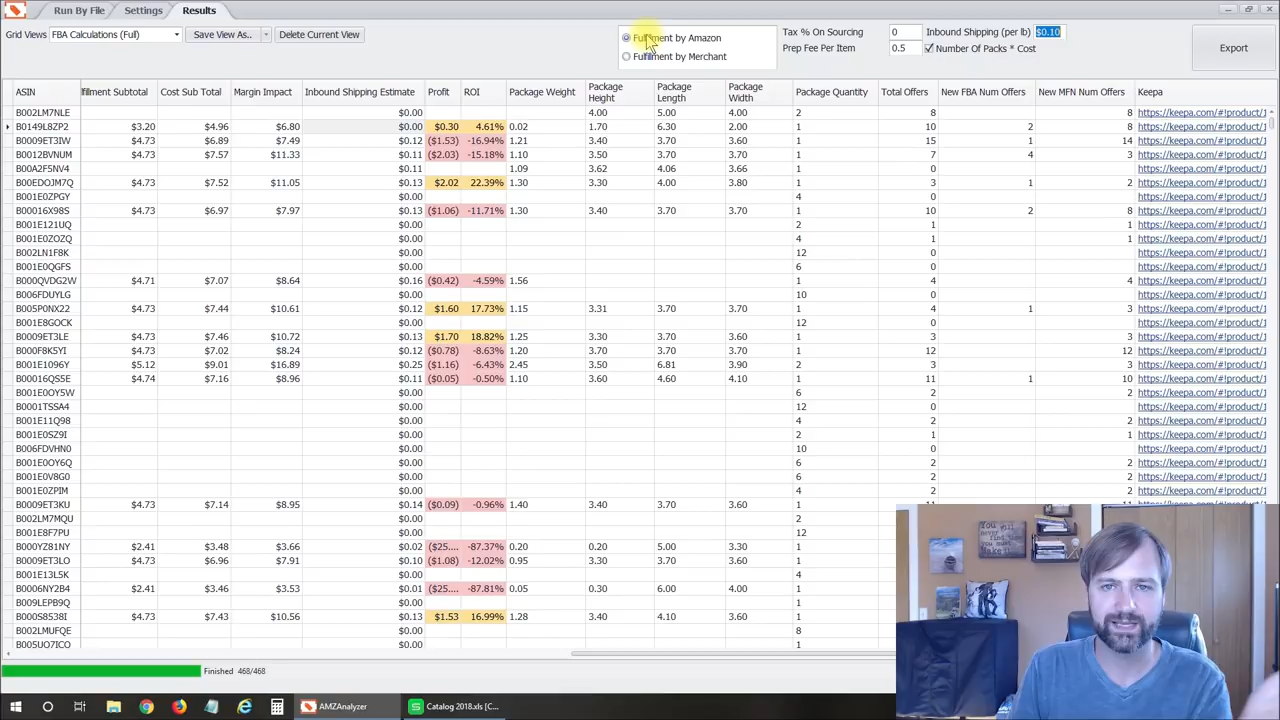 Run By File Settings Results
Grid Views FBA Calculations (Full) Save View As.. Delete Current View
Fulfillment by Amazon
Fulfillment by Merchant
Tax % On Sourcing 0 Inbound Shipping (per lb) $0.10
Prep Fee Per Item 0.5 Number Of Packs * Cost
Export
ASIN fillment Subtotal Cost Sub Total Margin Impact Inbound Shipping Estimate Profit ROI Package Weight Package Height Package Length Package Width Package Quantity Total Offers New FBA Num Offers New MFN Num Offers Keepa
B002LM7NLE $0.00 4.00 5.00 4.00 2 8 8 https://keepa.com/#!product/1
B0149L8ZP2 $3.20 $4.96 $6.80 $0.00 $0.30 4.61% 0.02 1.70 6.30 2.00 1 10 2 8 https://keepa.com/#!product/1
B0009ET3IW $4.73 $6.89 $7.49 $0.12 ($1.53) -16.94% 1.21 3.40 3.70 3.60 1 15 1 14 https://keepa.com/#!product/1
B0012BVNUM $4.73 $7.57 $11.33 $0.11 ($2.03) -15.18% 1.10 3.50 3.70 3.70 1 7 4 3 https://keepa.com/#!product/1
B00A2F5NV4 $0.11 1.09 3.62 4.06 3.66 1 0 https://keepa.com/#!product/1
B00EDOJM7Q $4.73 $7.52 $11.05 $0.13 $2.02 22.39% 1.30 3.30 4.00 3.80 1 3 1 2 https://keepa.com/#!product/1
B001E0ZPGY $0.00 4 0 https://keepa.com/#!product/1
B00016X98S $4.73 $6.97 $7.97 $0.13 ($1.06) -11.71% 1.30 3.40 3.70 3.70 1 10 2 8 https://keepa.com/#!product/1
B001E121UQ $0.00 2 1 1 https://keepa.com/#!product/1
B001E0ZOZQ $0.00 4 1 1 https://keepa.com/#!product/1
B002LN1F8K $0.00 12 0 https://keepa.com/#!product/1
B001E0QGFS $0.00 6 0 https://keepa.com/#!product/1
B000QVDG2W $4.71 $7.07 $8.64 $0.16 ($0.42) -4.59% 1.56 1 4 4 https://keepa.com/#!product/1
B006FDUYLG $0.00 10 0 https://keepa.com/#!product/1
B005P0NX22 $4.73 $7.44 $10.61 $0.12 $1.60 17.73% 1.15 3.31 3.70 3.70 1 4 1 3 https://keepa.com/#!product/1
B001E8GOCK $0.00 12 0 https://keepa.com/#!product/1
B0009ET3LE $4.73 $7.46 $10.72 $0.13 $1.70 18.82% 1.25 3.30 3.70 3.60 1 3 3 https://keepa.com/#!product/1
B000F8K5YI $4.73 $7.02 $8.24 $0.12 ($0.78) -8.63% 1.20 3.70 3.70 3.70 1 12 12 https://keepa.com/#!product/1
B001E1096Y $5.12 $9.01 $16.89 $0.25 ($1.16) -6.43% 2.45 3.50 6.81 3.90 2 3 3 https://keepa.com/#!product/1
B00016QS5E $4.74 $7.16 $8.96 $0.11 ($0.05) -0.50% 1.10 3.60 4.60 4.10 1 11 1 10 https://keepa.com/#!product/1
B001E0OY5W $0.00 6 2 2 https://keepa.com/#!product/1
B0001TSSA4 $0.00 12 0 https://keepa.com/#!product/1
B001E11Q98 $0.00 4 2 2 https://keepa.com/#!product/1
B001E0SZ9I $0.00 2 1 1 https://keepa.com/#!product/1
B006FDVHN0 $0.00 10 0 https://keepa.com/#!product/1
B001E0OY6Q $0.00 6 2 2 https://keepa.com/#!product/1
B001E0V8G0 $0.00 6 2 2 https://keepa.com/#!product/1
B001E0ZPIM $0.00 4 2 2 https://keepa.com/#!product/1
B0009ET3KU $4.73 $7.14 $8.95 $0.14 ($0.09) -0.96% 1.40 3.40 3.70 3.60 1
B002LM7MQU $0.00 2
B001E8F7PU $0.00 12
B000YZ81NY $2.41 $3.48 $3.66 $0.02 ($25.... -87.37% 0.20 0.20 5.00 3.30 1
B0009ET3LO $4.73 $6.96 $7.91 $0.10 ($1.08) -12.02% 0.95 3.30 3.70 3.60 1
B001E13L5K $0.00 4
B0006NY2B4 $2.41 $3.46 $3.53 $0.01 ($25.... -87.81% 0.05 0.30 6.00 4.00 1
B009LEPB9Q $0.00 1
B000S8538I $4.73 $7.43 $10.56 $0.13 $1.53 16.99% 1.28 3.40 4.10 3.60 1
B002LMUFQE $0.00 8
B005UO7ICO $0.00 1
Finished 468/468
You will
never find
AMZAnalyzer Catalog 2018.xls [C...